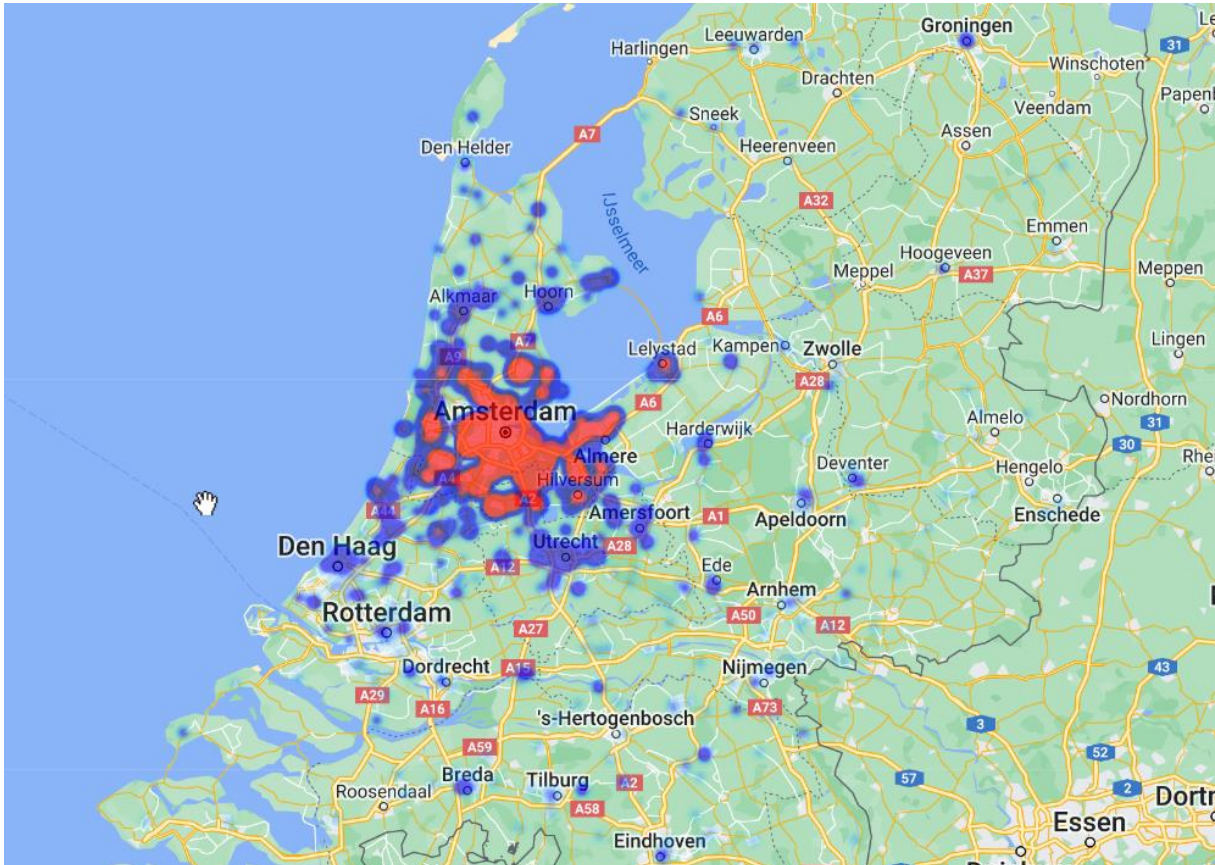 Groningen
Leeuwarden
Harlingen
31
Winschoten
Drachten
Veendam
Sneek
A7
Assen
Den Helder
Heerenveen
A32
IJsselmeer
Emmen
Hoogeveen
A37
Meppel
Meppen
Alkmaar
Hoorn
A6
Lingen
A7
A9
Lelystad
Kampen
Zwolle
A28
Nordhorn
A6
Amsterdam
Almelo
31
30
Harderwijk
Almere
Deventer
Hengelo
A4
Hilversum
A2
Enschede
A44
Amersfoort
A1
Apeldoorn
Den Haag
Utrecht
A28
A12
Ede
Arnhem
Rotterdam
A50
A12
A27
Dordrecht
A15
Nijmegen
43
A29
A16
A73
's-Hertogenbosch
3
A59
52
57
Breda
Tilburg
A2
2
Roosendaal
A58
Essen
Eindhoven